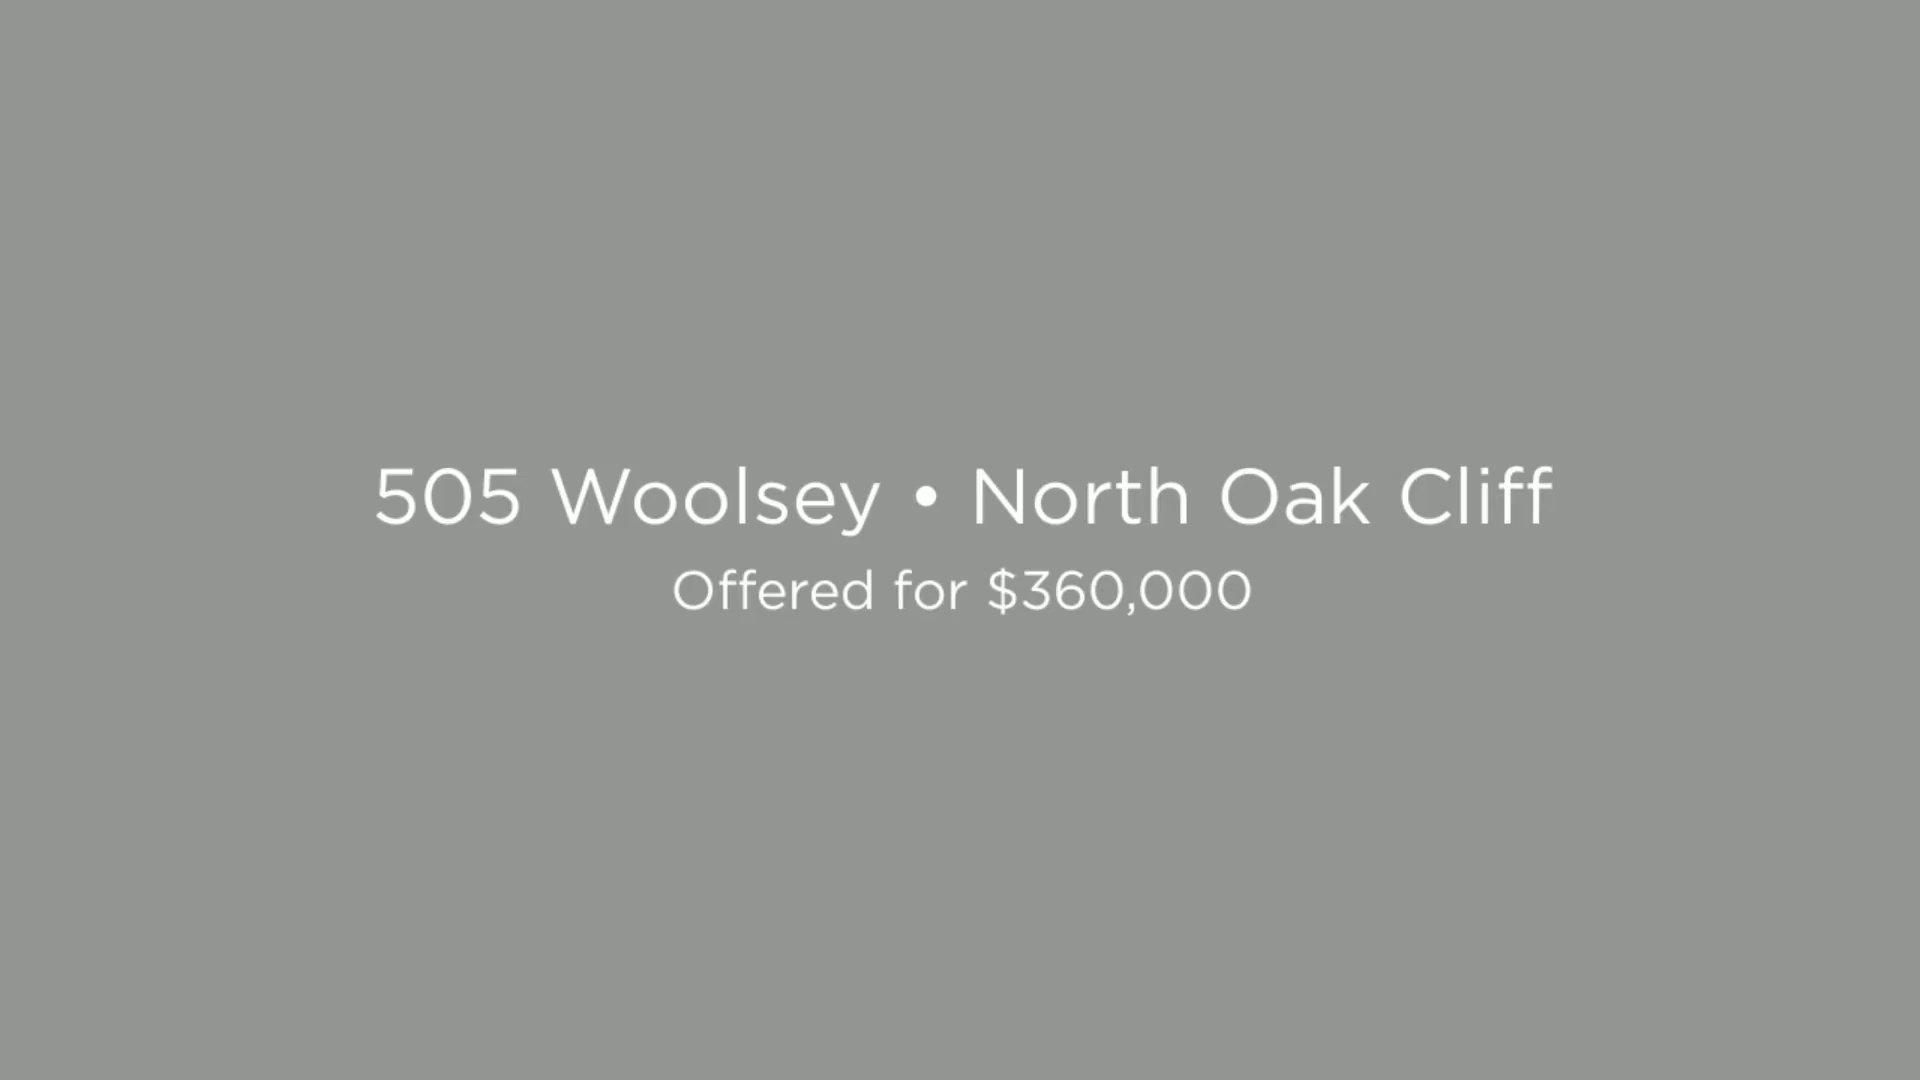 505 Woolsey • North Oak Cliff
Offered for $360,000